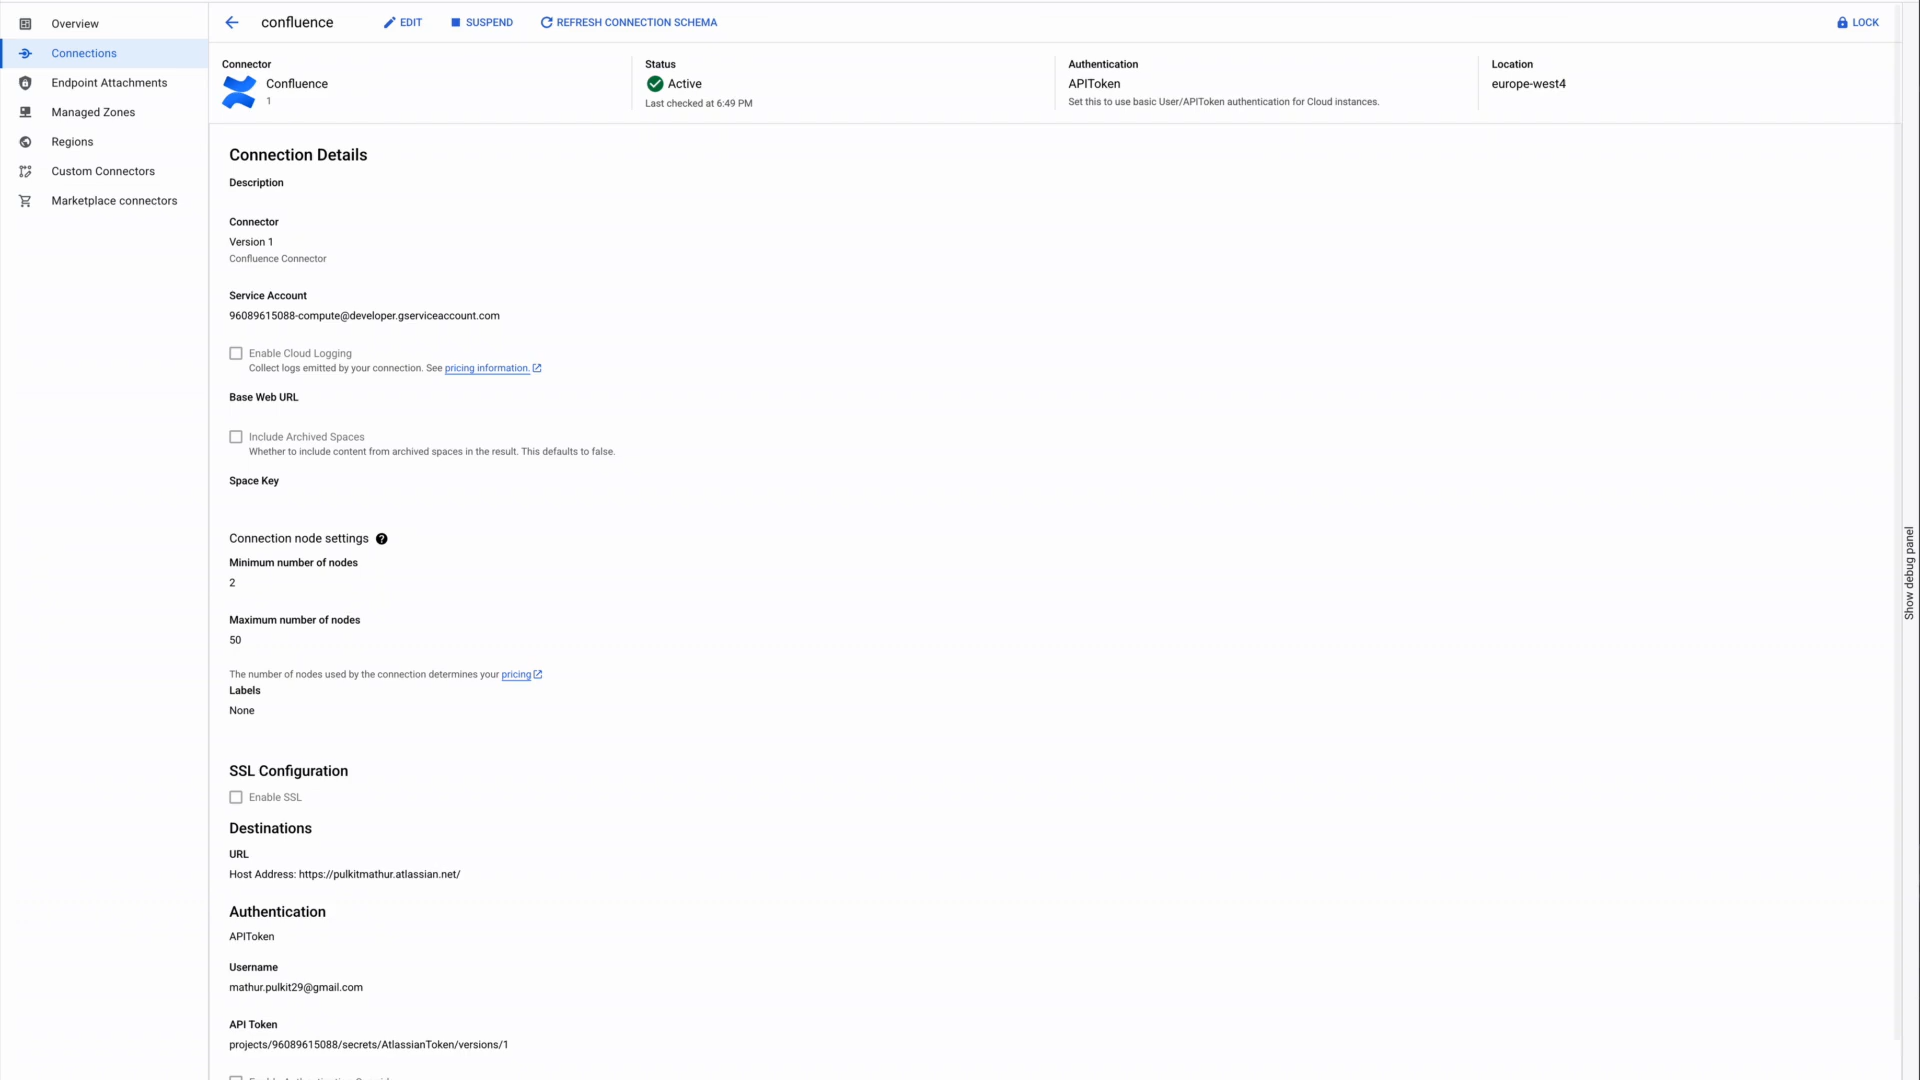 Overview
Connections
Endpoint Attachments
Managed Zones
Regions
Custom Connectors
Marketplace connectors
confluence
EDIT
SUSPEND
REFRESH CONNECTION SCHEMA
LOCK
Connector
Confluence
1
Status
Active
Last checked at 6:49 PM
Authentication
APIToken
Set this to use basic User/APIToken authentication for Cloud instances.
Location
europe-west4
Connection Details
Description
Connector
Version 1
Confluence Connector
Service Account
96089615088-compute@developer.gserviceaccount.com
Enable Cloud Logging
Collect logs emitted by your connection. See pricing information.
Base Web URL
Include Archived Spaces
Whether to include content from archived spaces in the result. This defaults to false.
Space Key
Connection node settings ?
Minimum number of nodes
2
Maximum number of nodes
50
The number of nodes used by the connection determines your pricing
Labels
None
SSL Configuration
Enable SSL
Destinations
URL
Host Address: https://pulkitmathur.atlassian.net/
Authentication
APIToken
Username
mathur.pulkit29@gmail.com
API Token
projects/96089615088/secrets/AtlassianToken/versions/1
Show debug panel